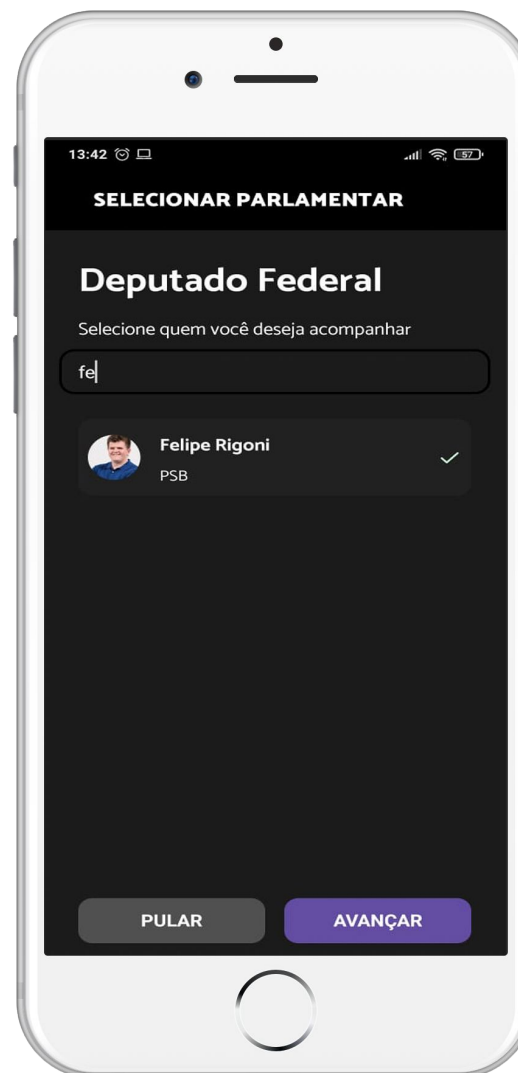 13:42
57
SELECIONAR PARLAMENTAR
Deputado Federal
Selecione quem você deseja acompanhar
fe
Felipe Rigoni
PSB
PULAR
AVANÇAR